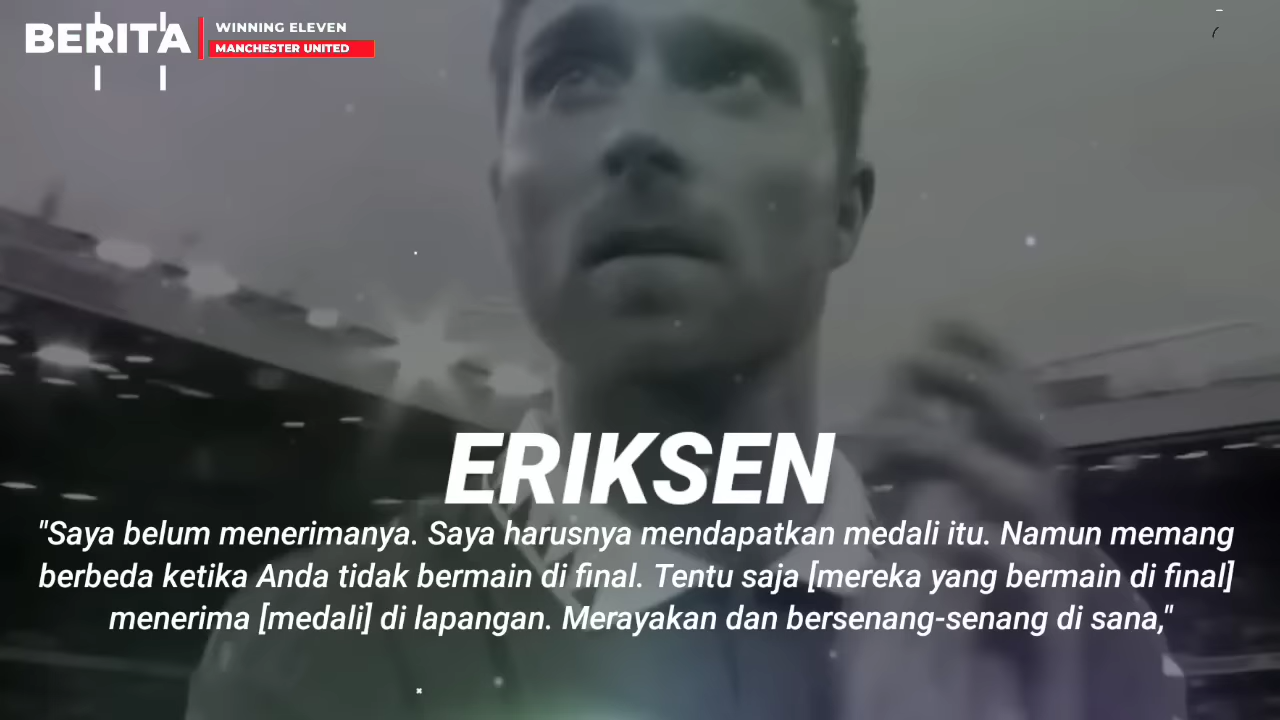 BERITA
WINNING ELEVEN
MANCHESTER UNITED
ERIKSEN
"Saya belum menerimanya. Saya harusnya mendapatkan medali itu. Namun memang
berbeda ketika Anda tidak bermain di final. Tentu saja [mereka yang bermain di final]
menerima [medali] di lapangan. Merayakan dan bersenang-senang di sana,"